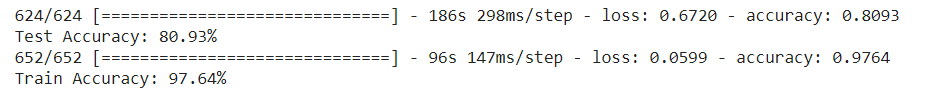 624/624 [==============================] - 186s 298ms/step - loss: 0.6720 - accuracy: 0.8093
Test Accuracy: 80.93%
652/652 [==============================] - 96s 147ms/step - loss: 0.0599 - accuracy: 0.9764
Train Accuracy: 97.64%